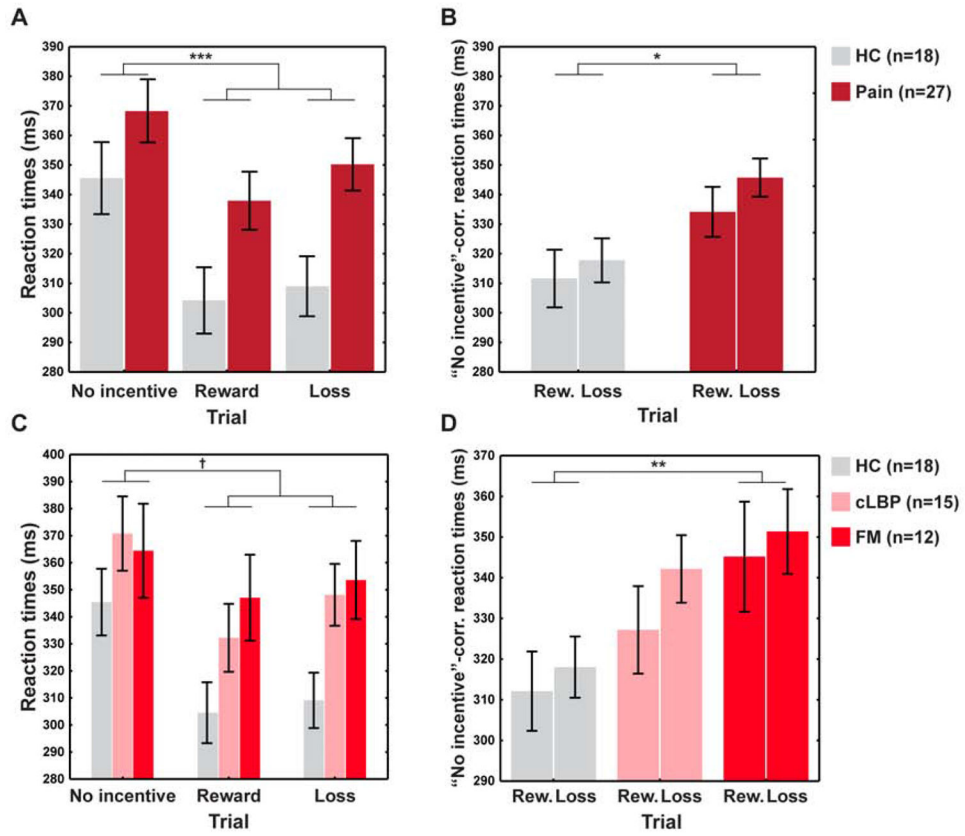 A
Reaction times (ms)
390
380
370
360
350
340
330
320
310
300
290
280
***
No incentive Reward Loss
Trial
B
“No incentive”-corr. reaction times (ms)
390
380
370
360
350
340
330
320
310
300
290
280
*
Rew. Loss Rew. Loss
Trial
HC (n=18)
Pain (n=27)
C
Reaction times (ms)
400
390
380
370
360
350
340
330
320
310
300
290
280
†
No incentive Reward Loss
Trial
D
“No incentive”-corr. reaction times (ms)
370
360
350
340
330
320
310
300
290
**
Rew. Loss Rew. Loss Rew. Loss
Trial
HC (n=18)
cLBP (n=15)
FM (n=12)